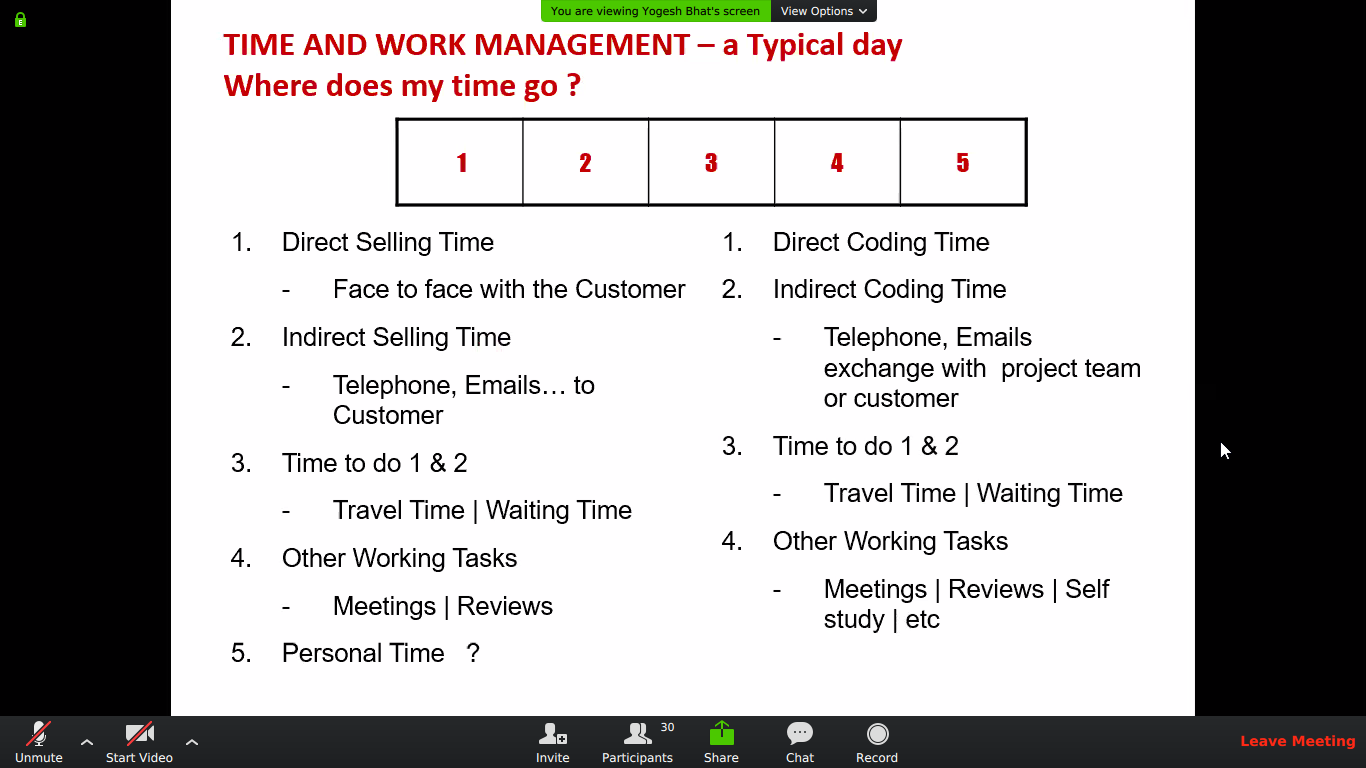 E
You are viewing Yogesh Bhat's screen View Options
TIME AND WORK MANAGEMENT – a Typical day
Where does my time go ?
1 2 3 4 5
1. Direct Selling Time
- Face to face with the Customer
2. Indirect Selling Time
- Telephone, Emails… to
Customer
3. Time to do 1 & 2
- Travel Time | Waiting Time
4. Other Working Tasks
- Meetings | Reviews
5. Personal Time ?
1. Direct Coding Time
2. Indirect Coding Time
- Telephone, Emails
exchange with project team
or customer
3. Time to do 1 & 2
- Travel Time | Waiting Time
4. Other Working Tasks
- Meetings | Reviews | Self
study | etc
Unmute Start Video Invite Participants 30 Share Chat Record Leave Meeting